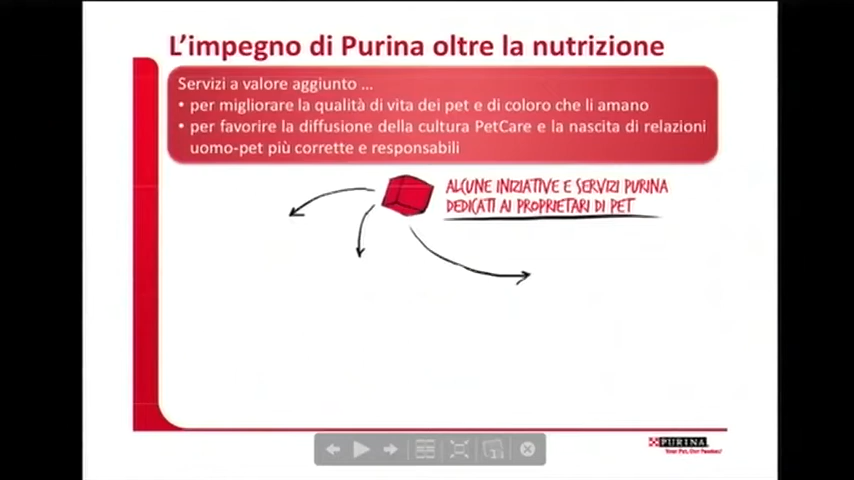 L’impegno di Purina oltre la nutrizione
Servizi a valore aggiunto ...
• per migliorare la qualità di vita dei pet e di coloro che li amano
• per favorire la diffusione della cultura PetCare e la nascita di relazioni
uomo-pet più corrette e responsabili
ALCUNE INIZIATIVE E SERVIZI PURINA
DEDICATI AI PROPRIETARI DI PET
PURINA
Your Pet, Our Passion.